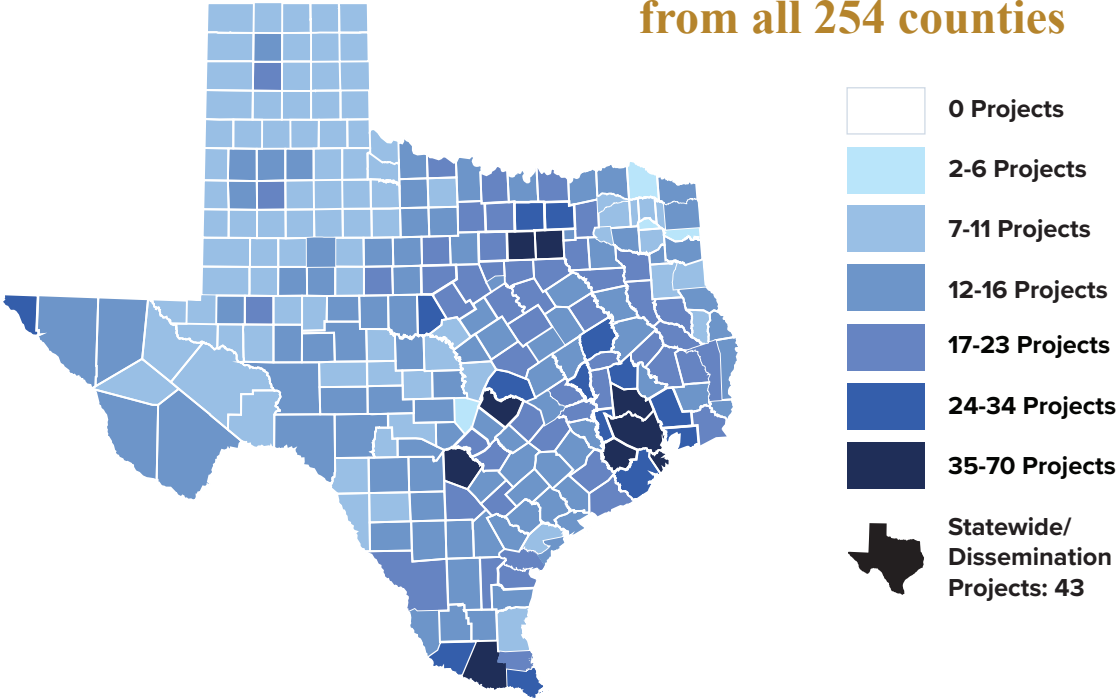 from all 254 counties
0 Projects
2-6 Projects
7-11 Projects
12-16 Projects
17-23 Projects
24-34 Projects
35-70 Projects
Statewide/
Dissemination
Projects: 43